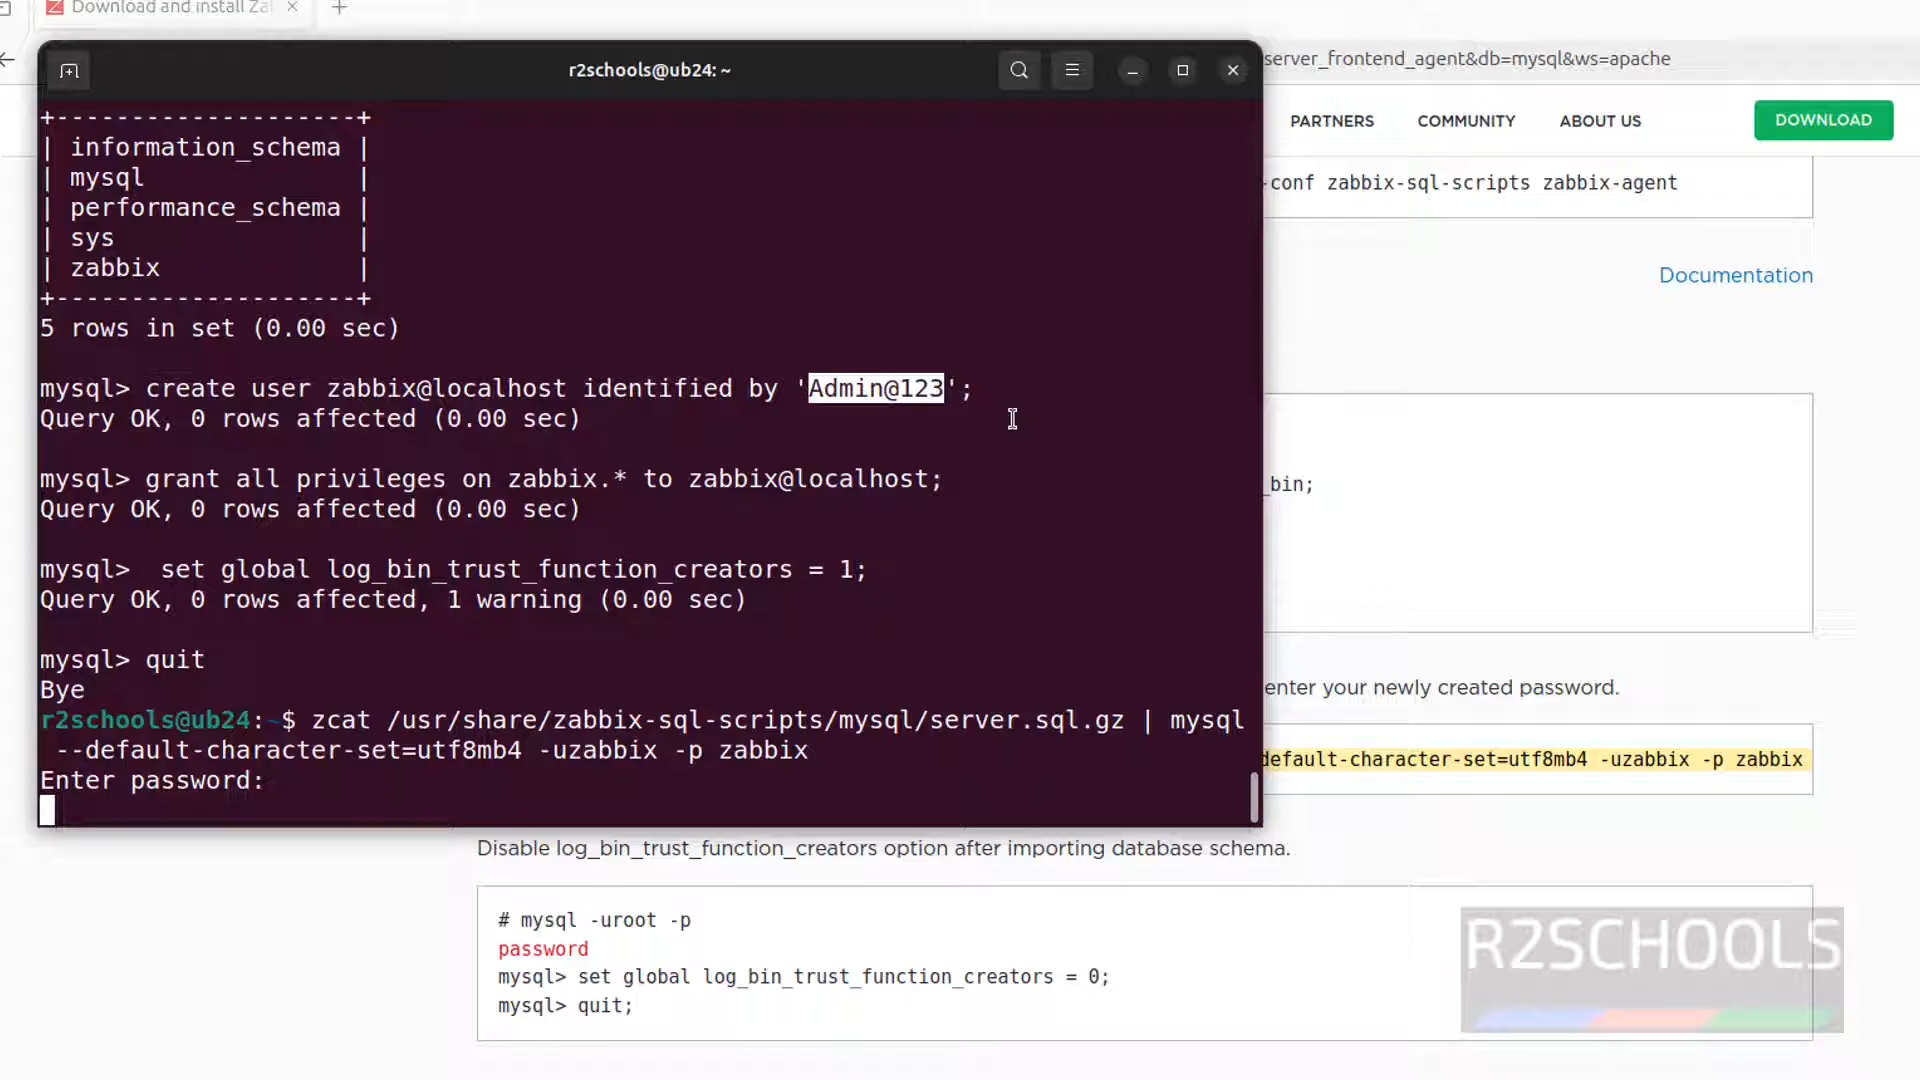 Download and install Za
r2schools@ub24: ~
server_frontend_agent&db=mysql&ws=apache
PARTNERS COMMUNITY ABOUT US DOWNLOAD
+--------------------+
| information_schema |
| mysql |
| performance_schema |
| sys |
| zabbix |
+--------------------+
5 rows in set (0.00 sec)
mysql> create user zabbix@localhost identified by 'Admin@123';
Query OK, 0 rows affected (0.00 sec)
mysql> grant all privileges on zabbix.* to zabbix@localhost;
Query OK, 0 rows affected (0.00 sec)
mysql>  set global log_bin_trust_function_creators = 1;
Query OK, 0 rows affected, 1 warning (0.00 sec)
mysql> quit
Bye
r2schools@ub24:~$ zcat /usr/share/zabbix-sql-scripts/mysql/server.sql.gz | mysql
--default-character-set=utf8mb4 -uzabbix -p zabbix
Enter password:
-conf zabbix-sql-scripts zabbix-agent
Documentation
_bin;
enter your newly created password.
default-character-set=utf8mb4 -uzabbix -p zabbix
Disable log_bin_trust_function_creators option after importing database schema.
# mysql -uroot -p
password
mysql> set global log_bin_trust_function_creators = 0;
mysql> quit;
R2SCHOOLS